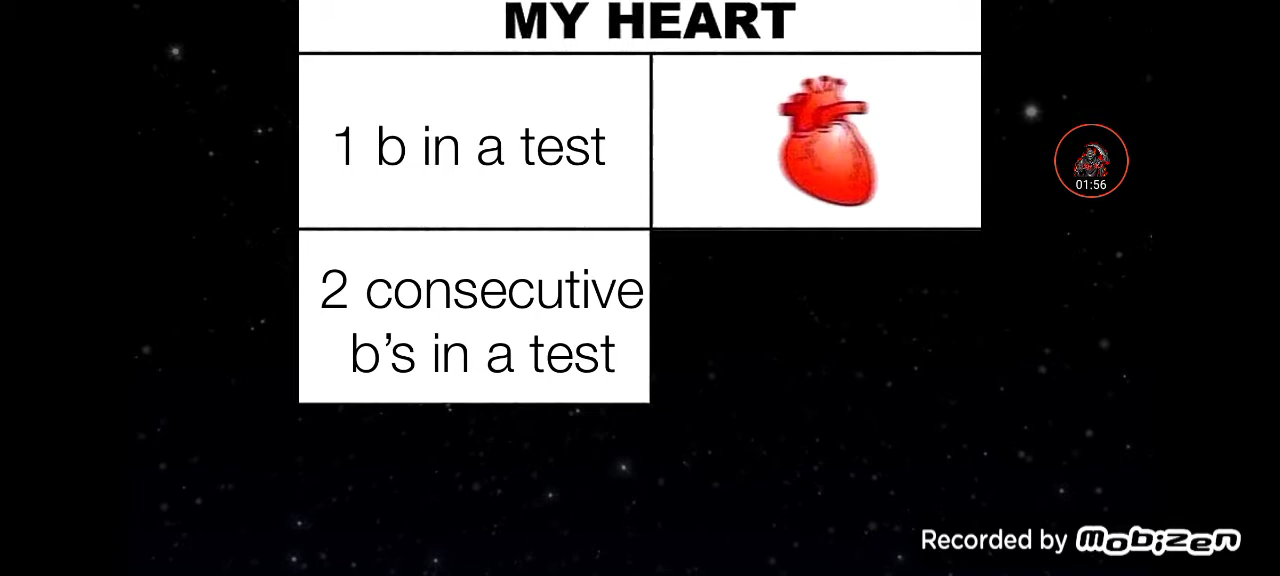 MY HEART
1 b in a test
01:56
2 consecutive
b’s in a test
Recorded by mobizen